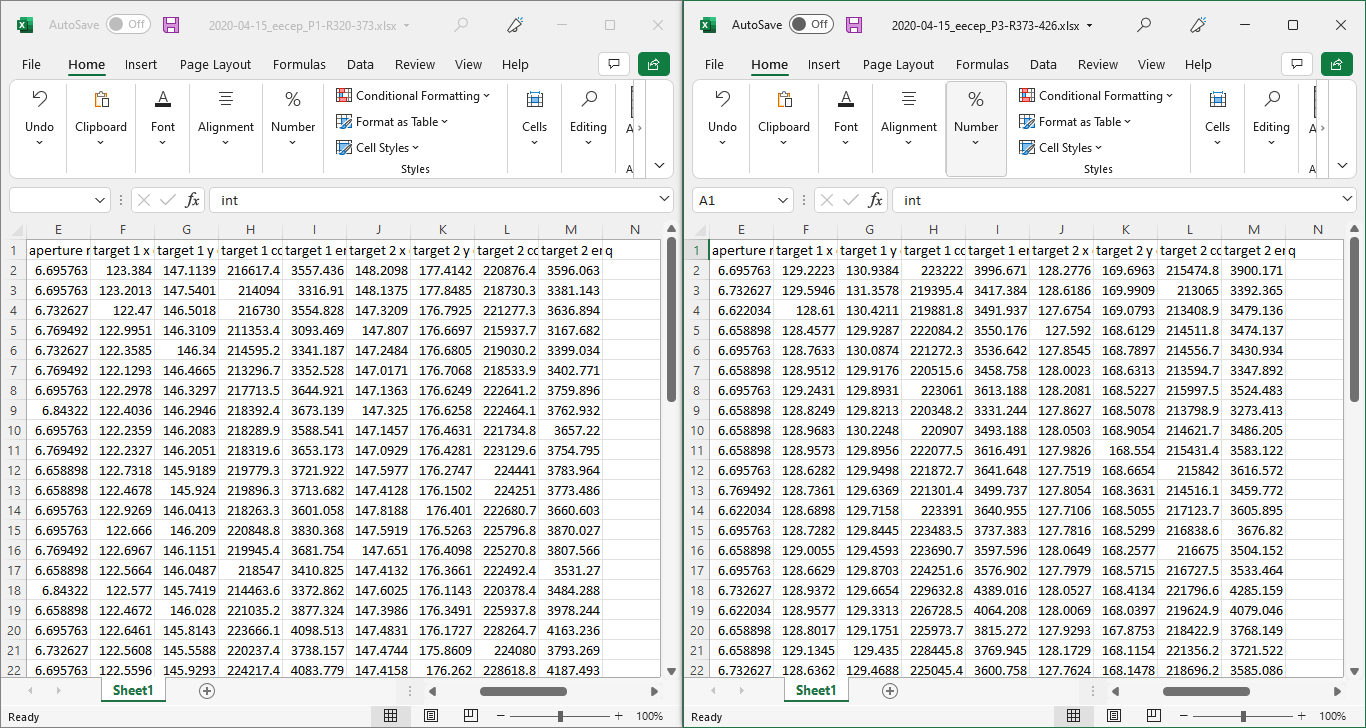 AutoSave Off 2020-04-15_eecep_P1-R320-373.xlsx
File Home Insert Page Layout Formulas Data Review View Help
Undo Clipboard Font Alignment Number Conditional Formatting Format as Table Cell Styles Styles Cells Editing A
A
int
E F G H I J K L M N
1 aperture r target 1 x target 1 y target 1 co target 1 er target 2 x target 2 y target 2 co target 2 er q
2 6.695763 123.384 147.1139 216617.4 3557.436 148.2098 177.4142 220876.4 3596.063
3 6.695763 123.2013 147.5401 214094 3316.91 148.1375 177.8485 218730.3 3381.143
4 6.732627 122.47 146.5018 216730 3554.828 147.3209 176.7925 221277.3 3636.894
5 6.769492 122.9951 146.3109 211353.4 3093.469 147.807 176.6697 215937.7 3167.682
6 6.732627 122.3585 146.34 214595.2 3341.187 147.2484 176.6805 219030.2 3399.034
7 6.769492 122.1293 146.4665 213296.7 3352.528 147.0171 176.7068 218533.9 3402.771
8 6.695763 122.2978 146.3297 217713.5 3644.921 147.1363 176.6249 222641.2 3759.896
9 6.84322 122.4036 146.2946 218392.4 3673.139 147.325 176.6258 222464.1 3762.932
10 6.695763 122.2359 146.2083 218289.9 3588.541 147.1457 176.4631 221734.8 3657.22
11 6.769492 122.2327 146.2051 218319.6 3653.173 147.0929 176.4281 223129.6 3754.795
12 6.658898 122.7318 145.9189 219779.3 3721.922 147.5977 176.2747 224441 3783.964
13 6.658898 122.4678 145.924 219896.3 3713.682 147.4128 176.1502 224251 3773.486
14 6.695763 122.9269 146.0413 218263.3 3601.058 147.8188 176.401 222680.7 3660.603
15 6.695763 122.666 146.209 220848.8 3830.368 147.5919 176.5263 225796.8 3870.027
16 6.769492 122.6967 146.1151 219945.4 3681.754 147.651 176.4098 225270.8 3807.566
17 6.658898 122.5664 146.0487 218547 3410.825 147.4132 176.3661 222492.4 3531.27
18 6.84322 122.577 145.7419 214463.6 3372.862 147.6025 176.1143 220378.4 3484.288
19 6.658898 122.4672 146.028 221035.2 3877.324 147.3986 176.3491 225937.8 3978.244
20 6.695763 122.6461 145.8143 223666.1 4098.513 147.4831 176.1727 228264.7 4163.236
21 6.732627 122.5608 145.5588 220237.4 3738.157 147.4744 175.8609 224080 3793.269
22 6.695763 122.5596 145.9293 224217.4 4083.779 147.4158 176.262 228618.8 4187.493
Sheet1
Ready 100%
AutoSave Off 2020-04-15_eecep_P3-R373-426.xlsx
File Home Insert Page Layout Formulas Data Review View Help
Undo Clipboard Font Alignment Number Conditional Formatting Format as Table Cell Styles Styles Cells Editing A
A
A1 int
E F G H I J K L M N
1 aperture r target 1 x target 1 y target 1 co target 1 er target 2 x target 2 y target 2 co target 2 er q
2 6.695763 129.2223 130.9384 223222 3996.671 128.2776 169.6963 215474.8 3900.171
3 6.732627 129.5946 131.3578 219395.4 3417.384 128.6186 169.9909 213065 3392.365
4 6.622034 128.61 130.4211 219881.8 3491.937 127.6754 169.0793 213408.9 3479.136
5 6.658898 128.4577 129.9287 222084.2 3550.176 127.592 168.6129 214511.8 3474.137
6 6.695763 128.7633 130.0874 221272.3 3536.642 127.8545 168.7897 214556.7 3430.934
7 6.658898 128.9512 129.9176 220515.6 3458.758 128.0023 168.6313 213594.7 3347.892
8 6.695763 129.2431 129.8931 223061 3613.188 128.2081 168.5227 215997.5 3524.483
9 6.658898 128.8249 129.8213 220348.2 3331.244 127.8627 168.5078 213798.9 3273.413
10 6.658898 128.9683 130.2248 220907 3493.188 128.0503 168.9054 214621.7 3486.205
11 6.658898 128.9573 129.8956 222077.5 3616.491 127.9826 168.554 215431.4 3583.122
12 6.695763 128.6282 129.9498 221872.7 3641.648 127.7519 168.6654 215842 3616.572
13 6.769492 128.7361 129.6369 221301.4 3499.737 127.8054 168.3631 214516.1 3459.772
14 6.622034 128.6898 129.7158 223391 3640.955 127.7106 168.5055 217123.7 3605.895
15 6.695763 128.7282 129.8445 223483.5 3737.383 127.7816 168.5299 216838.6 3676.82
16 6.658898 129.0055 129.4593 223690.7 3597.596 128.0649 168.2577 216675 3504.152
17 6.695763 128.6629 129.8703 224251.6 3576.902 127.7979 168.5715 216727.5 3533.464
18 6.732627 128.9372 129.6654 229632.8 4389.016 128.0527 168.4134 221796.6 4285.159
19 6.622034 128.9577 129.3313 226728.5 4064.208 128.0069 168.0397 219624.9 4079.046
20 6.658898 128.8017 129.1751 225973.7 3815.272 127.9293 167.8753 218422.9 3768.149
21 6.658898 129.1345 129.435 228445.8 3769.945 128.1729 168.1154 221356.2 3721.522
22 6.732627 128.6362 129.4688 225045.4 3600.758 127.7624 168.1478 218696.2 3585.086
Sheet1
Ready 100%